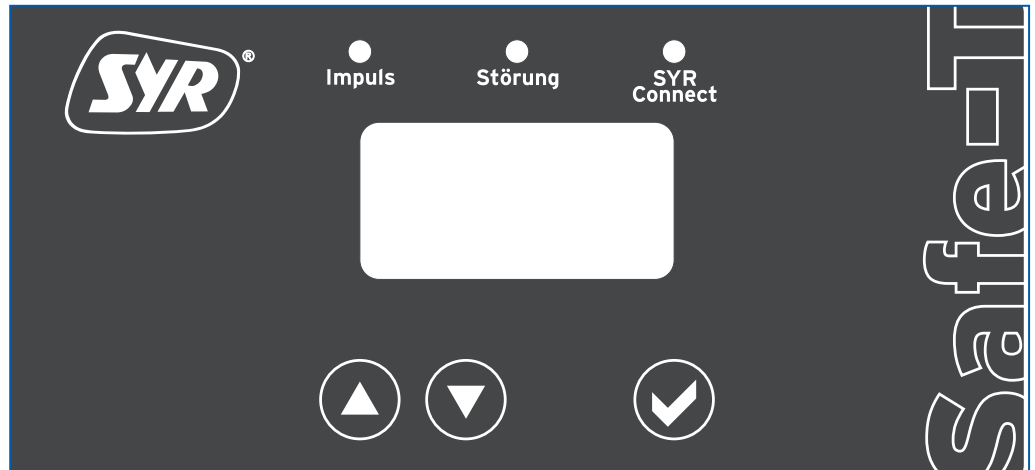 SYR®
Impuls
Störung
SYR
Connect
Safe-T